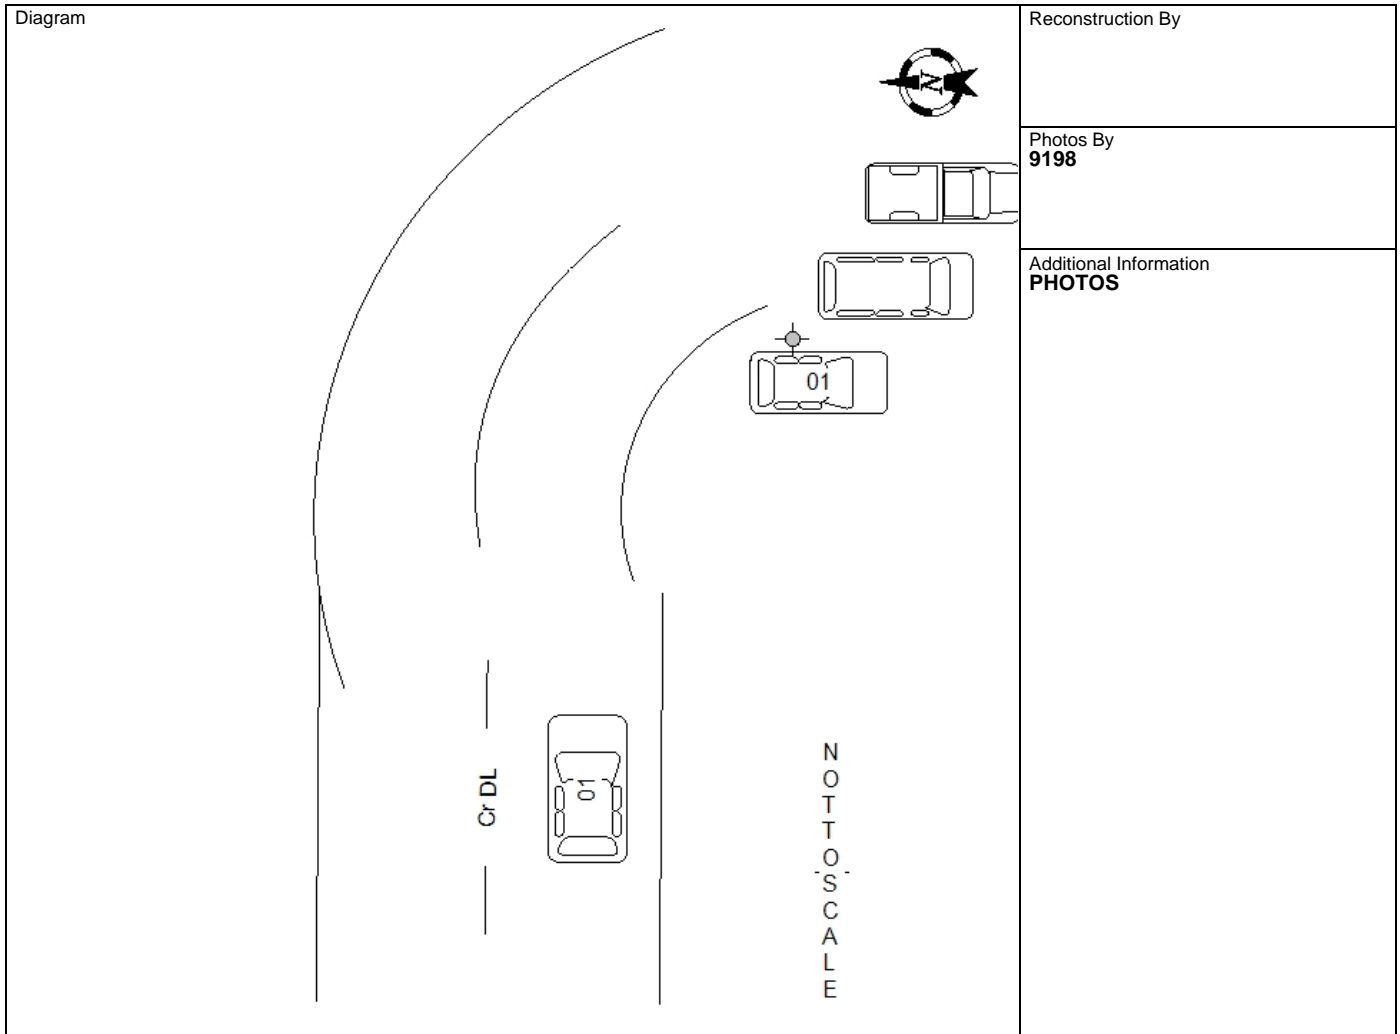 Diagram
Reconstruction By
N
Photos By
9198
Additional Information
PHOTOS
01
Cr DL
01
NOT TO SCALE